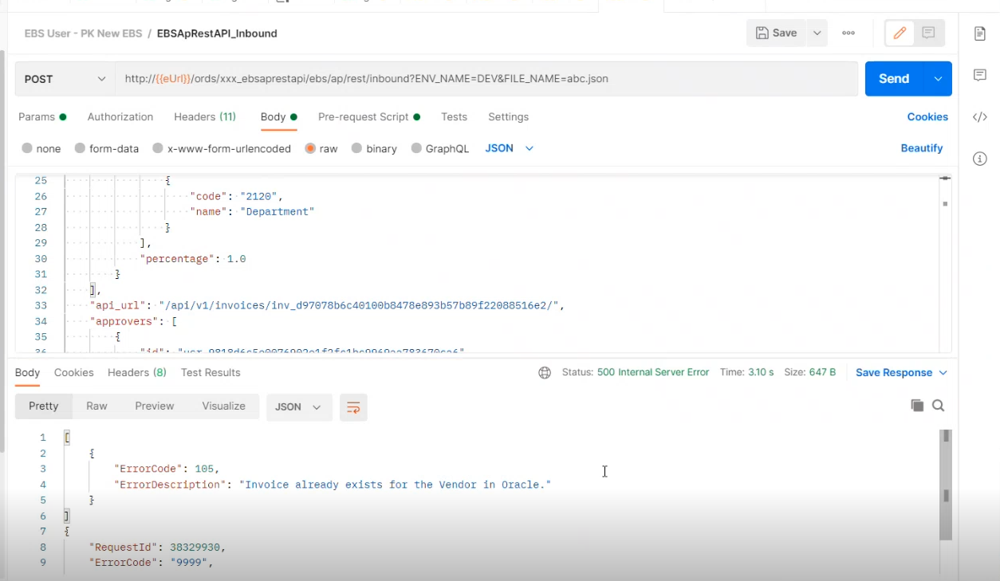 EBS User - PK New EBS / EBSApRestAPI_Inbound
Save
POST
http://{{eUrl}}/ords/xxx_ebsaprestapi/ebs/ap/rest/inbound?ENV_NAME=DEV&FILE_NAME=abc.json
Send
Params
Authorization
Headers (11)
Body
Pre-request Script
Tests
Settings
Cookies
none
form-data
x-www-form-urlencoded
raw
binary
GraphQL
JSON
Beautify
25 {
26 "code": "2120",
27 "name": "Department"
28 }
29 ],
30 "percentage": 1.0
31 }
32 ],
33 "api_url": "/api/v1/invoices/inv_d97078b6c40100b8478e893b57b89f22088516e2/",
34 "approvers": [
35 {
36 "id":
Body
Cookies
Headers (8)
Test Results
Status: 500 Internal Server Error
Time: 3.10 s
Size: 647 B
Save Response
Pretty
Raw
Preview
Visualize
JSON
1 [
2 {
3 "ErrorCode": 105,
4 "ErrorDescription": "Invoice already exists for the Vendor in Oracle."
5 }
6 ]
7 {
8 "RequestId": 38329930,
9 "ErrorCode": "9999",